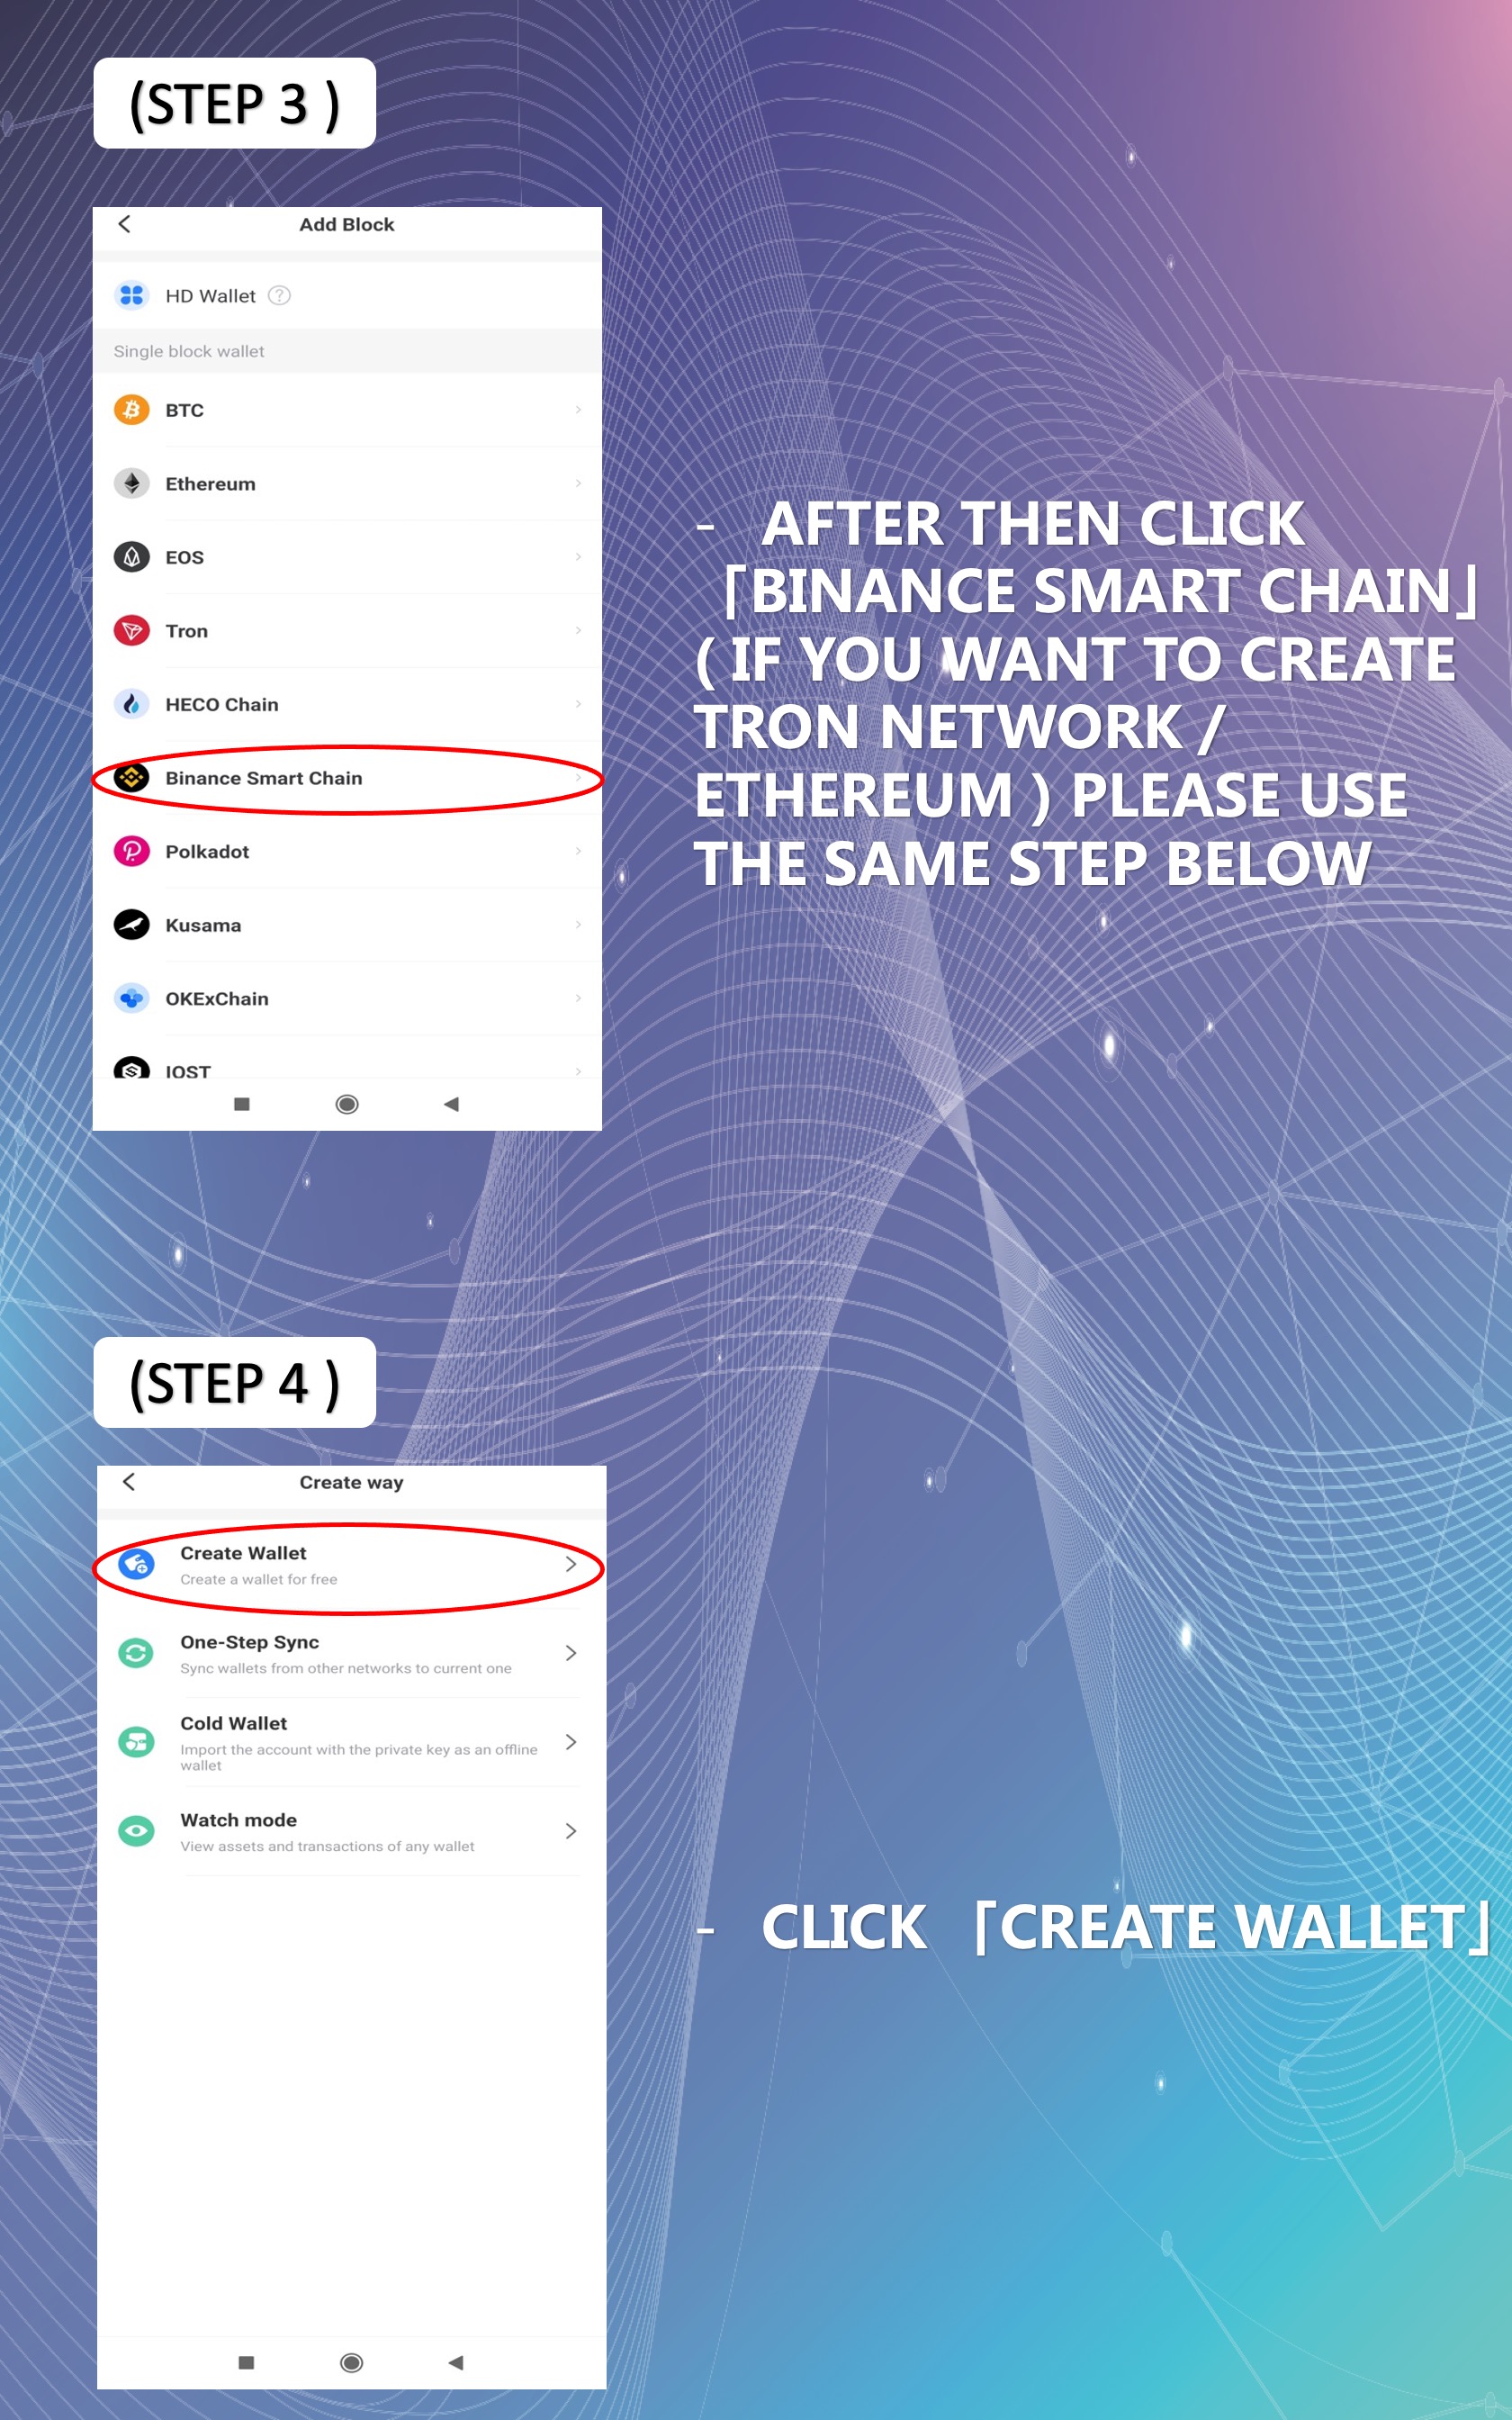 (STEP 3 )
Add Block
HD Wallet ?
Single block wallet
BTC
Ethereum
EOS
Tron
HECO Chain
Binance Smart Chain
Polkadot
Kusama
OKExChain
IOST
- AFTER THEN CLICK
「BINANCE SMART CHAIN」
( IF YOU WANT TO CREATE
TRON NETWORK /
ETHEREUM ) PLEASE USE
THE SAME STEP BELOW
(STEP 4 )
Create way
Create Wallet
Create a wallet for free
One-Step Sync
Sync wallets from other networks to current one
Cold Wallet
Import the account with the private key as an offline
wallet
Watch mode
View assets and transactions of any wallet
- CLICK 「CREATE WALLET」